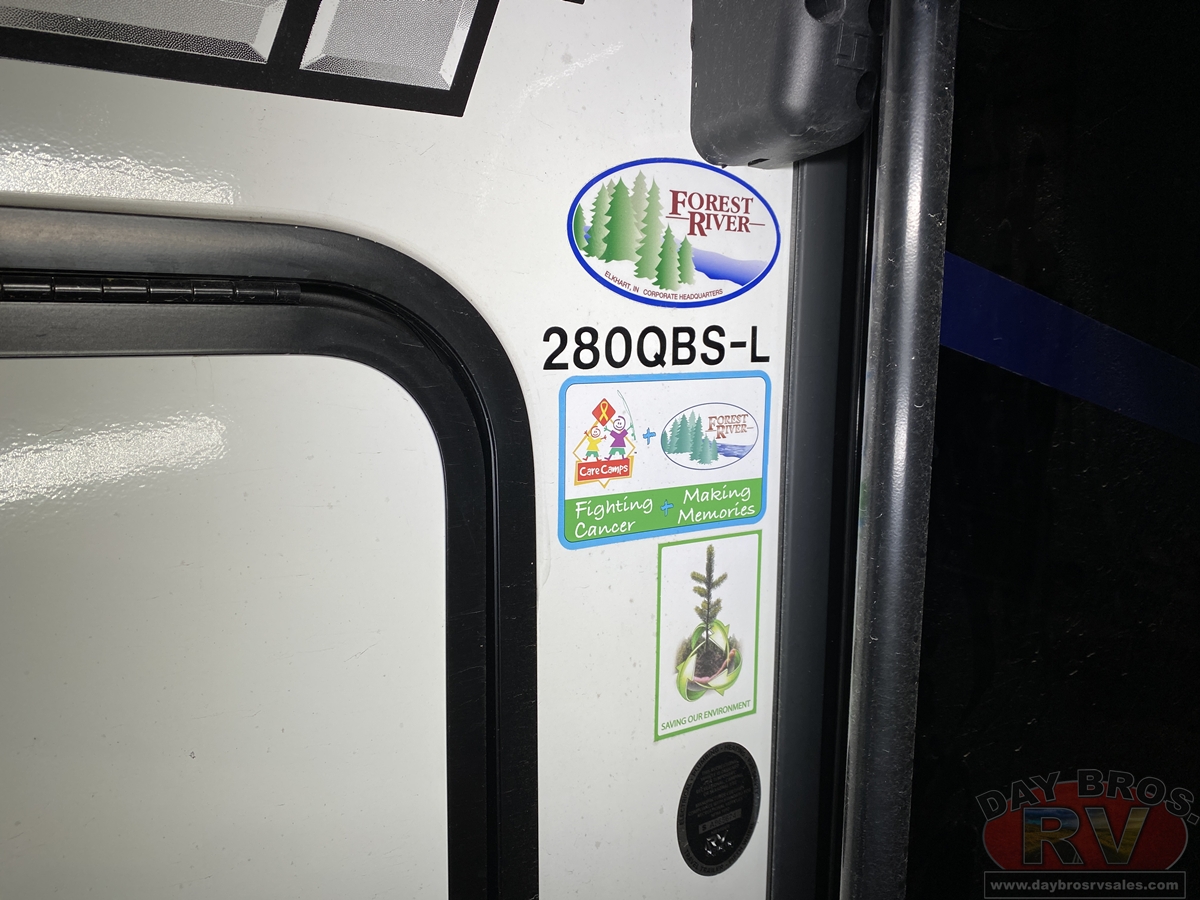 FOREST
RIVER
ELKHART, IN CORPORATE HEADQUARTERS
280QBS-L
FOREST
RIVER
Care Camps
Fighting Cancer
+
Making Memories
SAVING OUR ENVIRONMENT
DAY BROS.
RV
www.daybrosrvsales.com